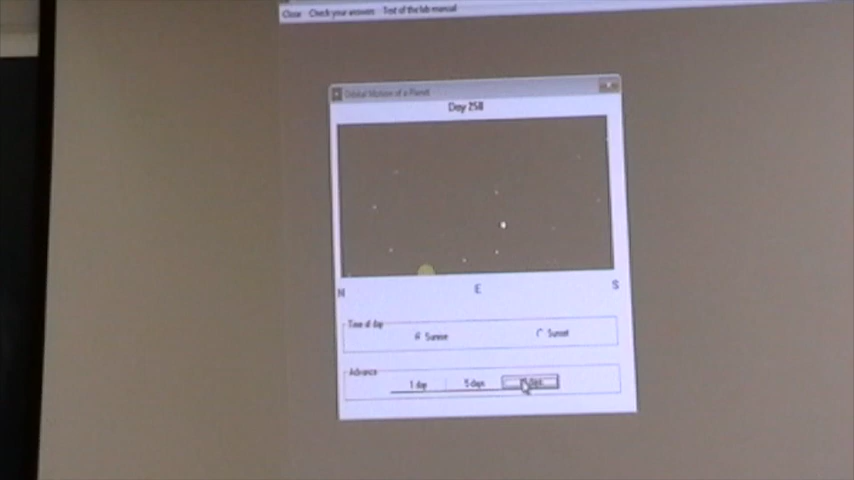 Close Check your answers Text of the lab manual
Orbital Motion of a Planet
Day 258
N E S
Time of day
Sunrise Sunset
Advance
1 day 5 days